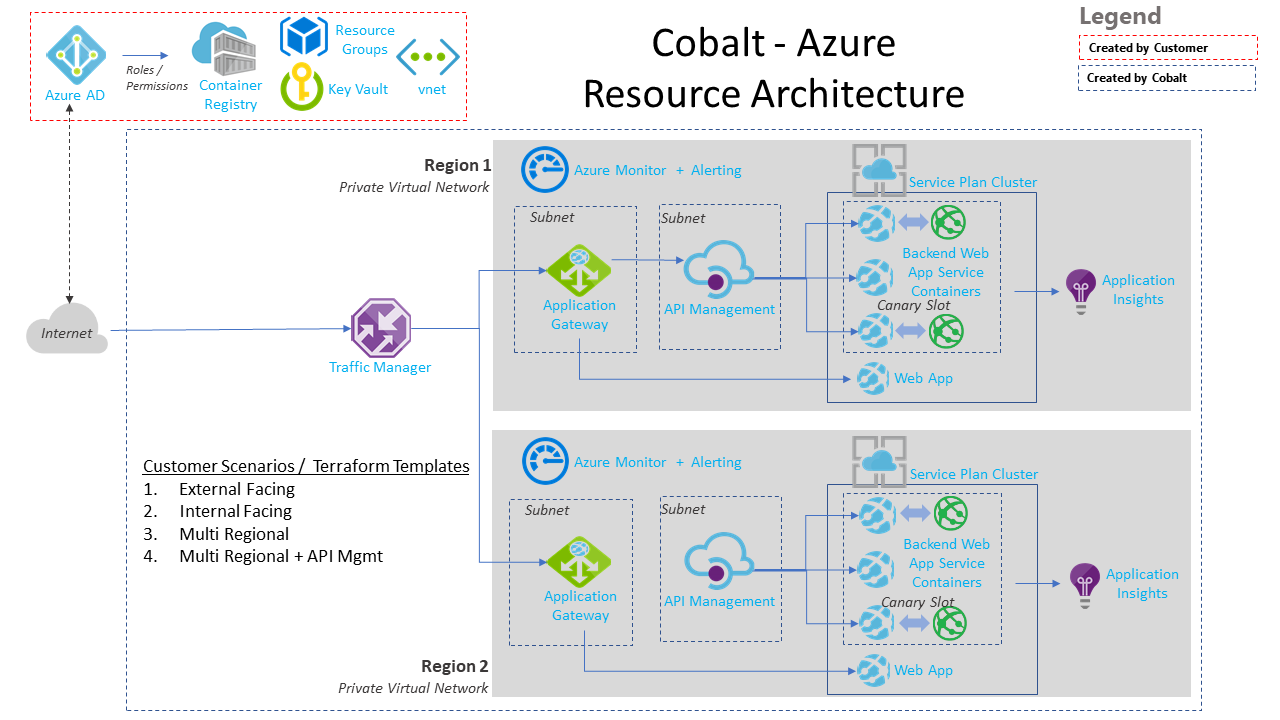 Cobalt - Azure
Resource Architecture
Legend
Created by Customer
Created by Cobalt
Azure AD
Roles /
Permissions
Container
Registry
Resource
Groups
Key Vault
vnet
Internet
Traffic Manager
Region 1
Private Virtual Network
Azure Monitor + Alerting
Service Plan Cluster
Subnet
Application
Gateway
Subnet
API Management
Backend Web
App Service
Containers
Canary Slot
Web App
Application
Insights
Customer Scenarios / Terraform Templates
1. External Facing
2. Internal Facing
3. Multi Regional
4. Multi Regional + API Mgmt
Azure Monitor + Alerting
Service Plan Cluster
Subnet
Application
Gateway
Subnet
API Management
Backend Web
App Service
Containers
Canary Slot
Web App
Application
Insights
Region 2
Private Virtual Network